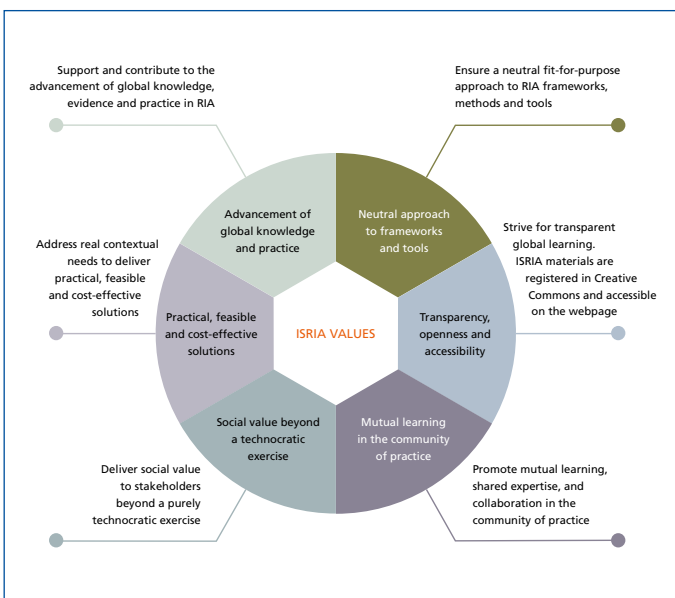 Support and contribute to the
advancement of global knowledge,
evidence and practice in RIA
Ensure a neutral fit-for-purpose
approach to RIA frameworks,
methods and tools
Advancement of
global knowledge
and practice
Neutral approach
to frameworks
and tools
Address real contextual
needs to deliver
practical, feasible
and cost-effective
solutions
Strive for transparent
global learning.
ISRIA materials are
registered in Creative
Commons and accessible
on the webpage
Practical, feasible
and cost-effective
solutions
ISRIA VALUES
Transparency,
openness and
accessibility
Social value beyond
a technocratic
exercise
Mutual learning
in the community
of practice
Deliver social value
to stakeholders
beyond a purely
technocratic exercise
Promote mutual learning,
shared expertise, and
collaboration in the
community of practice